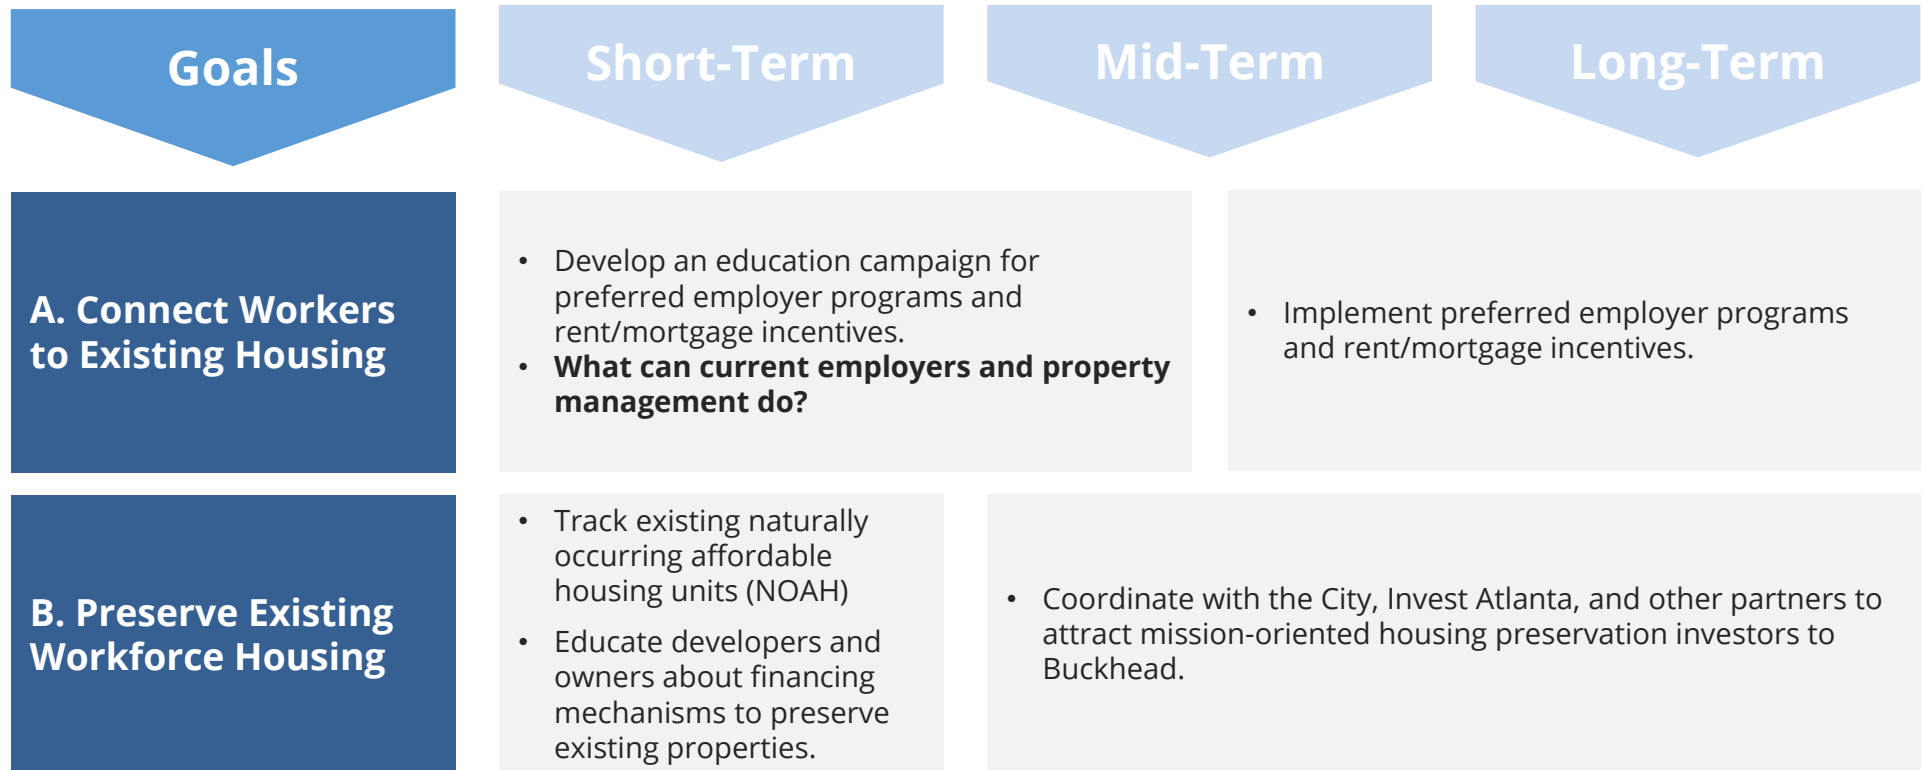 Goals
Short-Term
Mid-Term
Long-Term
A. Connect Workers
to Existing Housing
• Develop an education campaign for
preferred employer programs and
rent/mortgage incentives.
• What can current employers and property
management do?
• Implement preferred employer programs
and rent/mortgage incentives.
B. Preserve Existing
Workforce Housing
• Track existing naturally
occurring affordable
housing units (NOAH)
• Educate developers and
owners about financing
mechanisms to preserve
existing properties.
• Coordinate with the City, Invest Atlanta, and other partners to
attract mission-oriented housing preservation investors to
Buckhead.